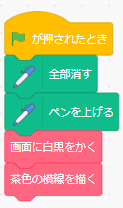 が押されたとき
全部消す
ペンを上げる
画面に白黒をかく
茶色の横線を描く